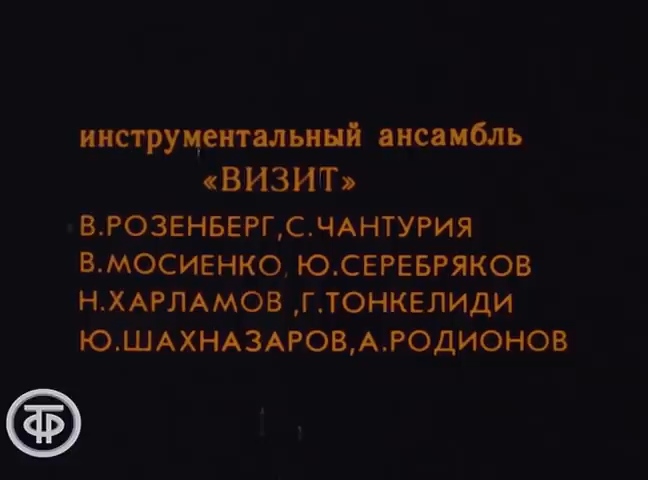 инструментальный ансамбль
«ВИЗИТ»
В.РОЗЕНБЕРГ,С.ЧАНТУРИЯ
В.МОСИЕНКО, Ю.СЕРЕБРЯКОВ
Н.ХАРЛАМОВ ,Г.ТОНКЕЛИДИ
Ю.ШАХНАЗАРОВ,А.РОДИОНОВ